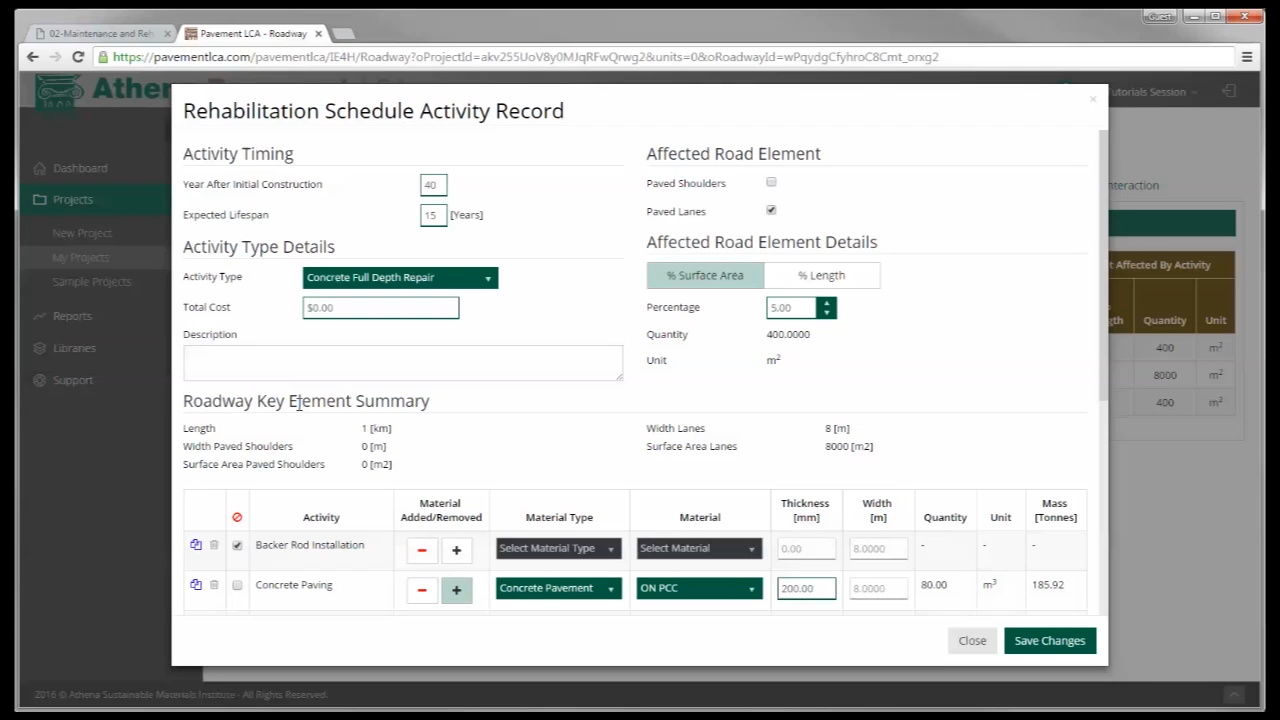 Guest
02-Maintenance and Reh
Pavement LCA - Roadway
https://pavementlca.com/pavementlca/IE4H/Roadway?oProjectId=akv255UoV8y0MJqRFwQrwg2&units=0&oRoadwayId=wPqydgCfyhroC8Cmt_orxg2
Athe
Tutorials Session
Dashboard
Projects
New Project
My Projects
Sample Projects
Reports
Libraries
Support
Rehabilitation Schedule Activity Record
Activity Timing
Year After Initial Construction 40
Expected Lifespan 15 [Years]
Activity Type Details
Activity Type Concrete Full Depth Repair
Total Cost $0.00
Description
Affected Road Element
Paved Shoulders
Paved Lanes
Affected Road Element Details
% Surface Area % Length
Percentage 5.00
Quantity 400.0000
Unit m²
Roadway Key Element Summary
Length 1 [km]
Width Paved Shoulders 0 [m]
Surface Area Paved Shoulders 0 [m2]
Width Lanes 8 [m]
Surface Area Lanes 8000 [m2]
Activity Material Added/Removed Material Type Material Thickness [mm] Width [m] Quantity Unit Mass [Tonnes]
Backer Rod Installation − + Select Material Type Select Material 0.00 8.0000 - - -
Concrete Paving − + Concrete Pavement ON PCC 200.00 8.0000 80.00 m³ 185.92
Close Save Changes
interaction
t Affected By Activity
gth Quantity Unit
400 m²
8000 m²
400 m²
2016 © Athena Sustainable Materials Institute - All Rights Reserved.